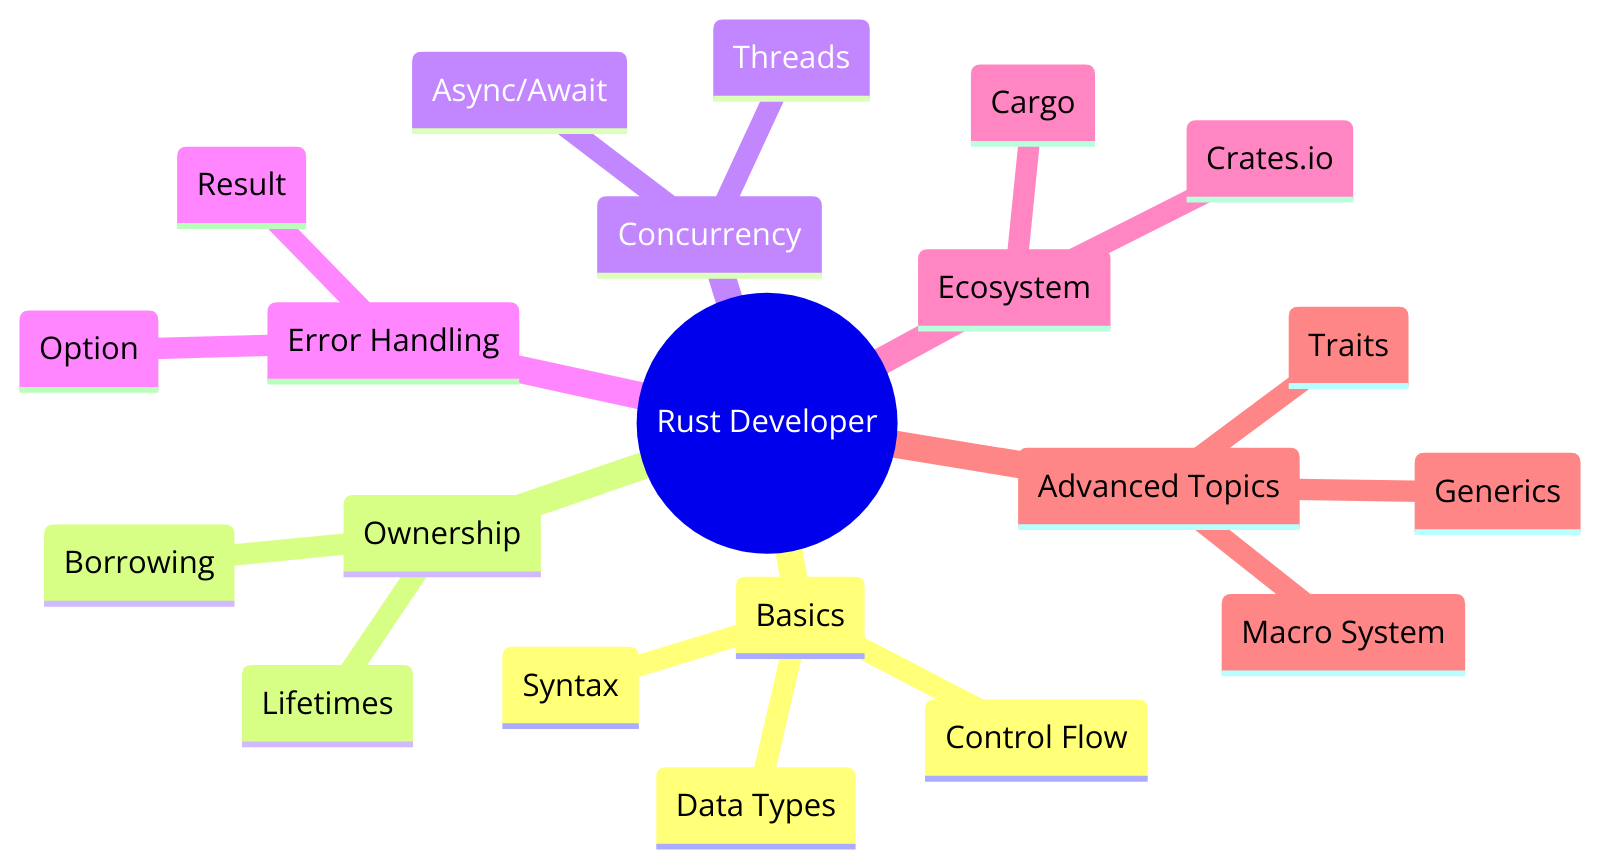 Rust Developer
Basics
Syntax
Data Types
Control Flow
Ownership
Borrowing
Lifetimes
Error Handling
Result
Option
Concurrency
Async/Await
Threads
Ecosystem
Cargo
Crates.io
Advanced Topics
Traits
Generics
Macro System